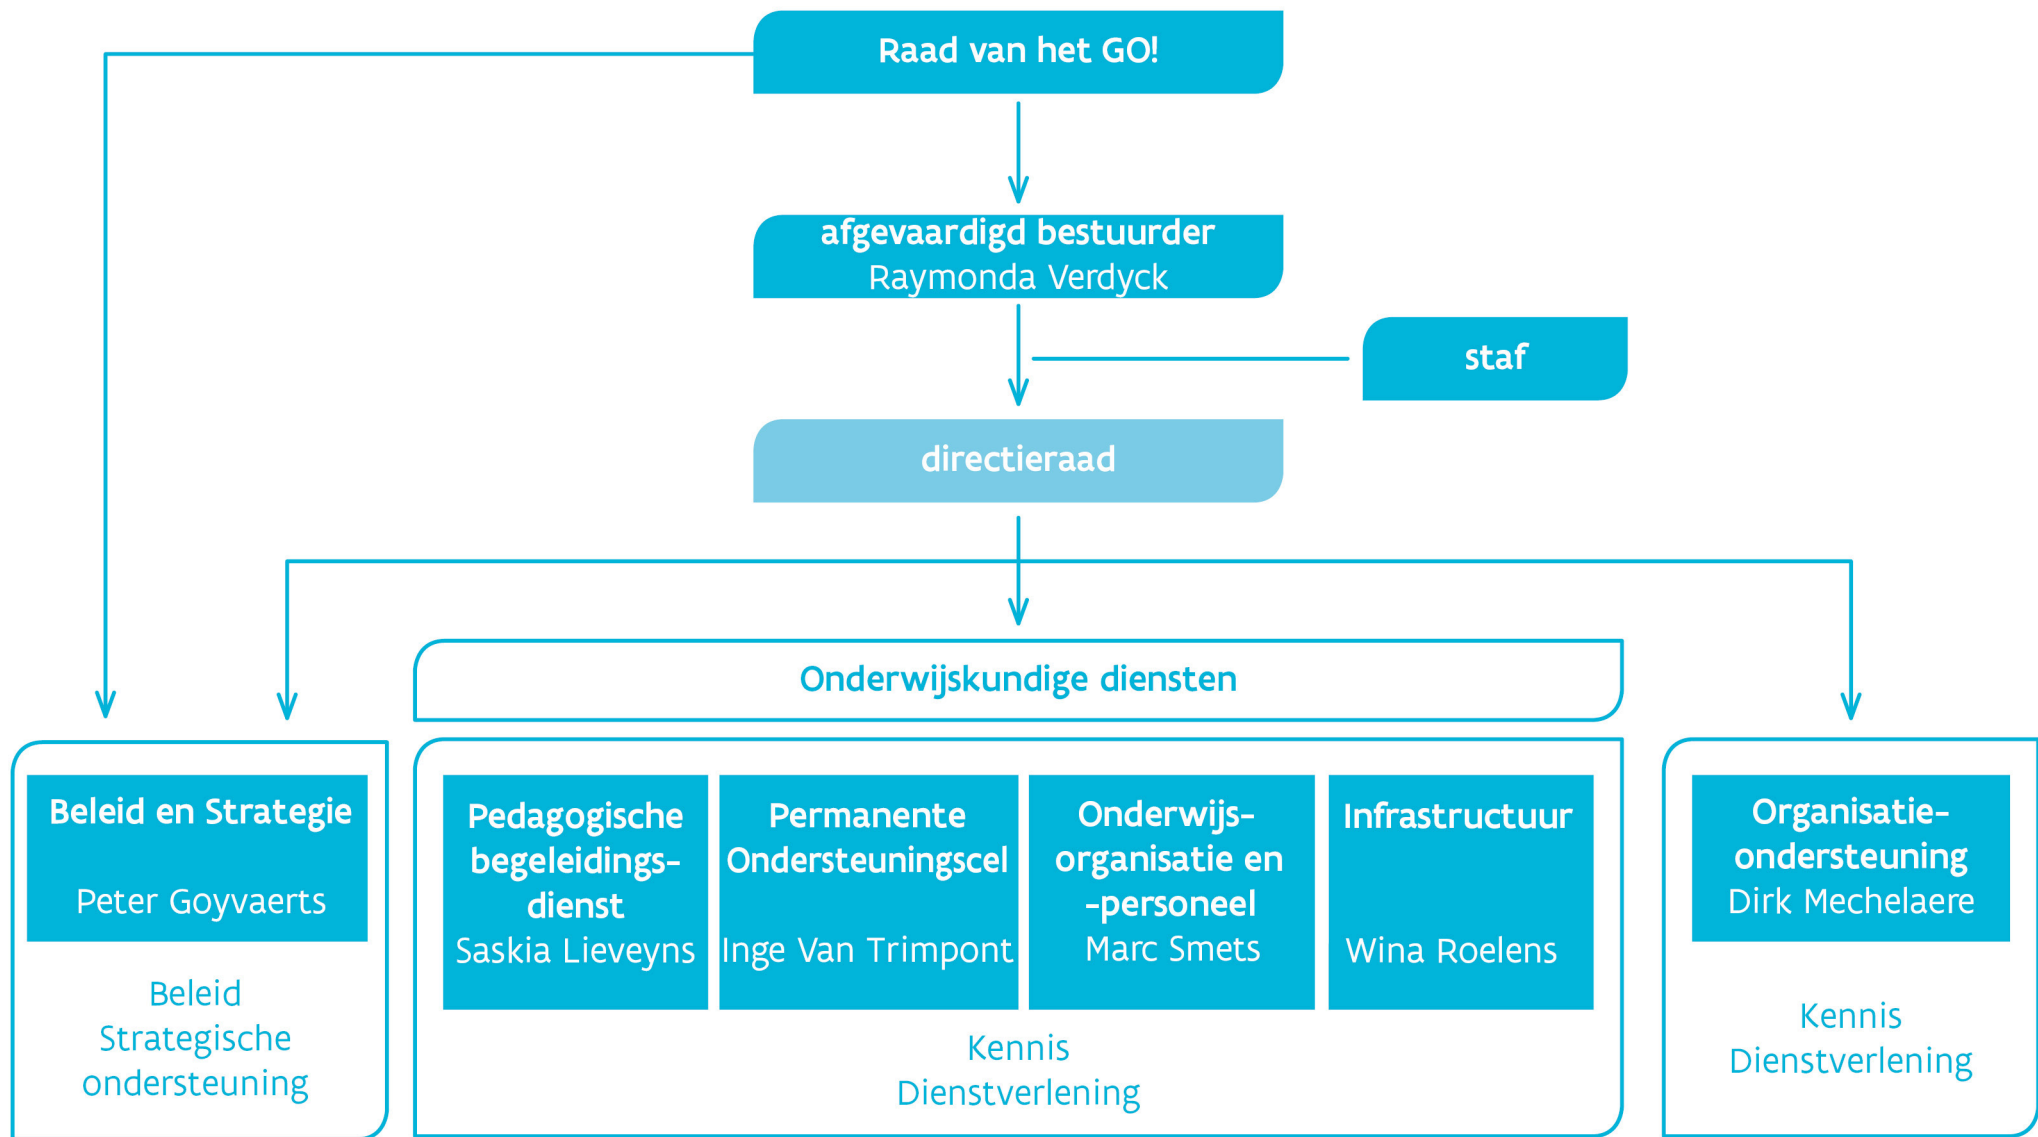 Raad van het GO!
afgevaardigd bestuurder
Raymonda Verdyck
staf
directieraad
Onderwijskundige diensten
Beleid en Strategie
Peter Goyvaerts
Beleid
Strategische
ondersteuning
Pedagogische
begeleidings-
dienst
Saskia Lieveyns
Permanente
Ondersteuningscel
Inge Van Trimpont
Onderwijs-
organisatie en
-personeel
Marc Smets
Infrastructuur
Wina Roelens
Kennis
Dienstverlening
Organisatie-
ondersteuning
Dirk Mechelaere
Kennis
Dienstverlening